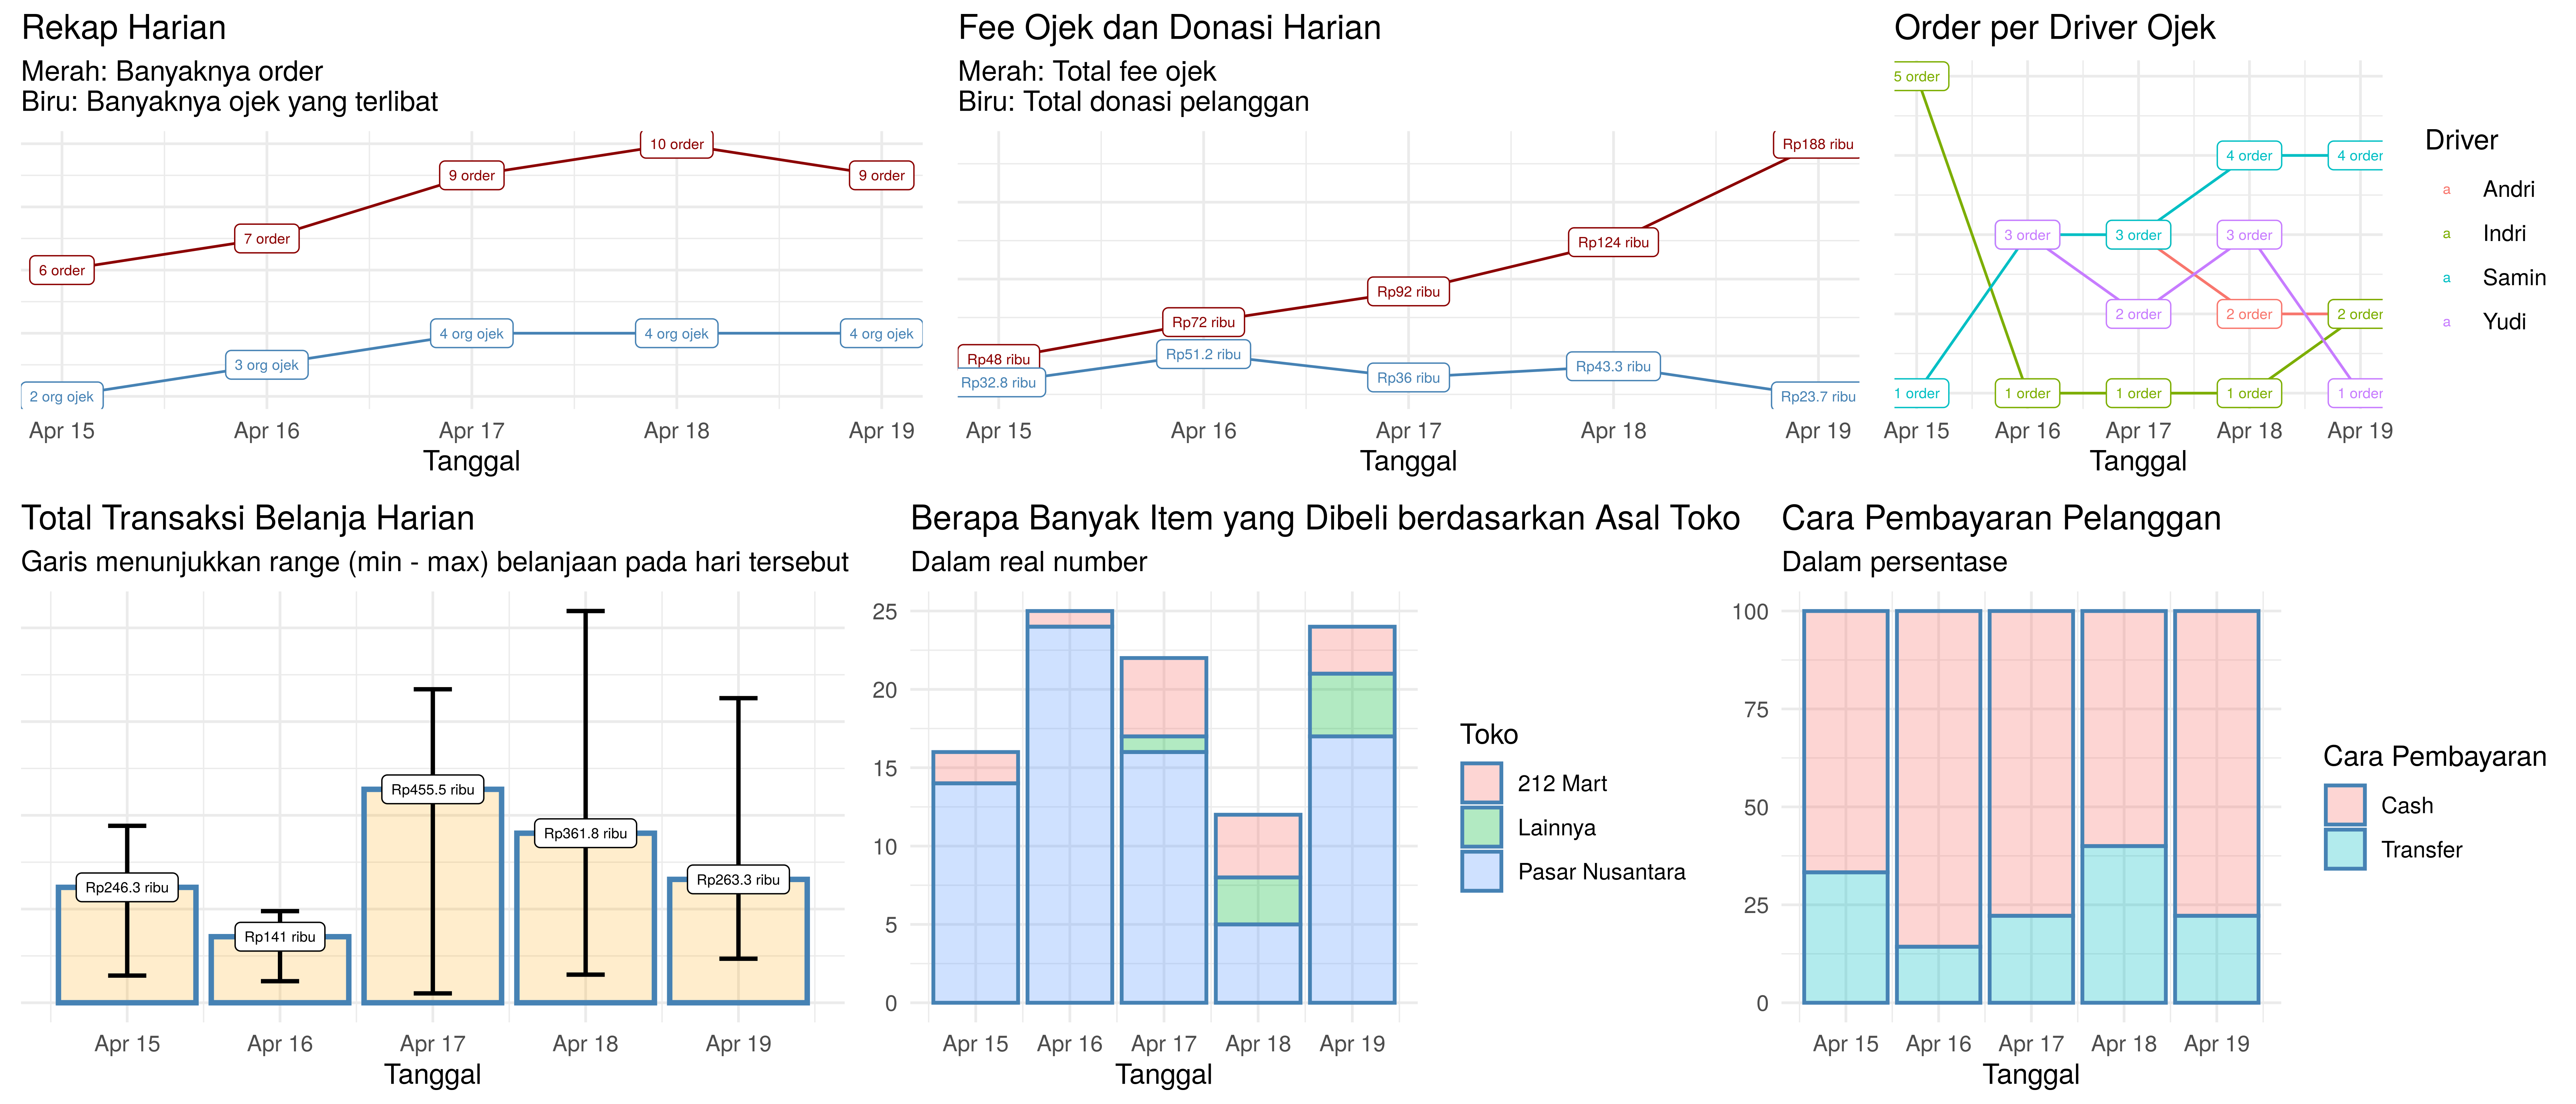 Rekap Harian
Merah: Banyaknya order
Biru: Banyaknya ojek yang terlibat
6 order
7 order
9 order
10 order
9 order
2 org ojek
3 org ojek
4 org ojek
4 org ojek
4 org ojek
Apr 15
Apr 16
Apr 17
Apr 18
Apr 19
Tanggal
Fee Ojek dan Donasi Harian
Merah: Total fee ojek
Biru: Total donasi pelanggan
Rp48 ribu
Rp72 ribu
Rp92 ribu
Rp124 ribu
Rp188 ribu
Rp32.8 ribu
Rp51.2 ribu
Rp36 ribu
Rp43.3 ribu
Rp23.7 ribu
Apr 15
Apr 16
Apr 17
Apr 18
Apr 19
Tanggal
Order per Driver Ojek
5 order
4 order
4 order
3 order
3 order
3 order
2 order
2 order
2 order
1 order
1 order
1 order
1 order
1 order
Apr 15
Apr 16
Apr 17
Apr 18
Apr 19
Tanggal
Driver
a Andri
a Indri
a Samin
a Yudi
Total Transaksi Belanja Harian
Garis menunjukkan range (min - max) belanjaan pada hari tersebut
Rp246.3 ribu
Rp141 ribu
Rp455.5 ribu
Rp361.8 ribu
Rp263.3 ribu
Apr 15
Apr 16
Apr 17
Apr 18
Apr 19
Tanggal
Berapa Banyak Item yang Dibeli berdasarkan Asal Toko
Dalam real number
25
20
15
10
5
0
Apr 15
Apr 16
Apr 17
Apr 18
Apr 19
Tanggal
Toko
212 Mart
Lainnya
Pasar Nusantara
Cara Pembayaran Pelanggan
Dalam persentase
100
75
50
25
0
Apr 15
Apr 16
Apr 17
Apr 18
Apr 19
Tanggal
Cara Pembayaran
Cash
Transfer